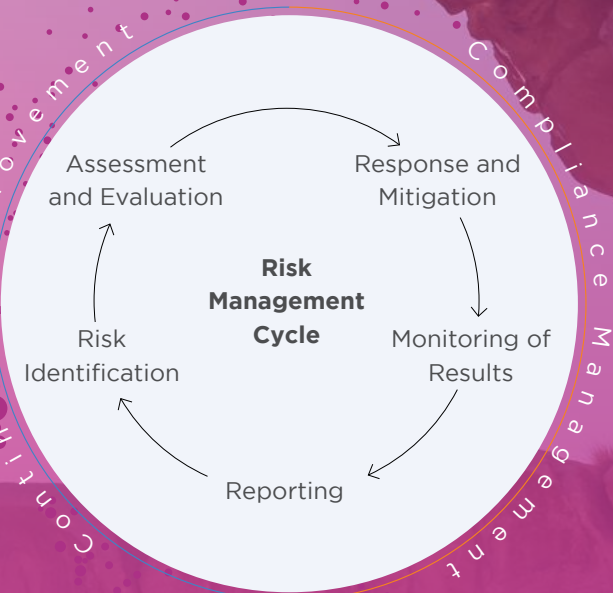 Compliance Management
Assessment
and Evaluation
Response and
Mitigation
Risk
Management
Cycle
Risk
Identification
Monitoring of
Results
Reporting